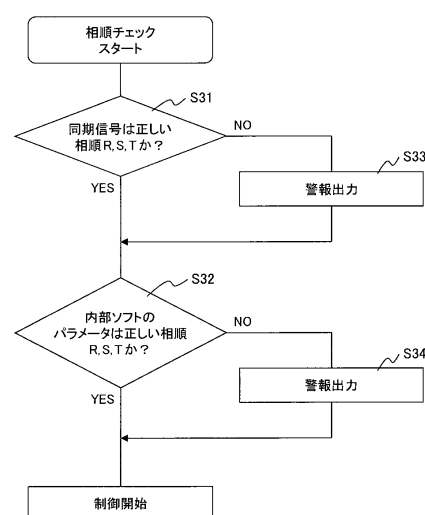 相順チェック
スタート
S31
同期信号は正しい
相順R,S,Tか？
NO
S33
警報出力
YES
S32
内部ソフトの
パラメータは正しい相順
R,S,Tか？
NO
S34
警報出力
YES
制御開始